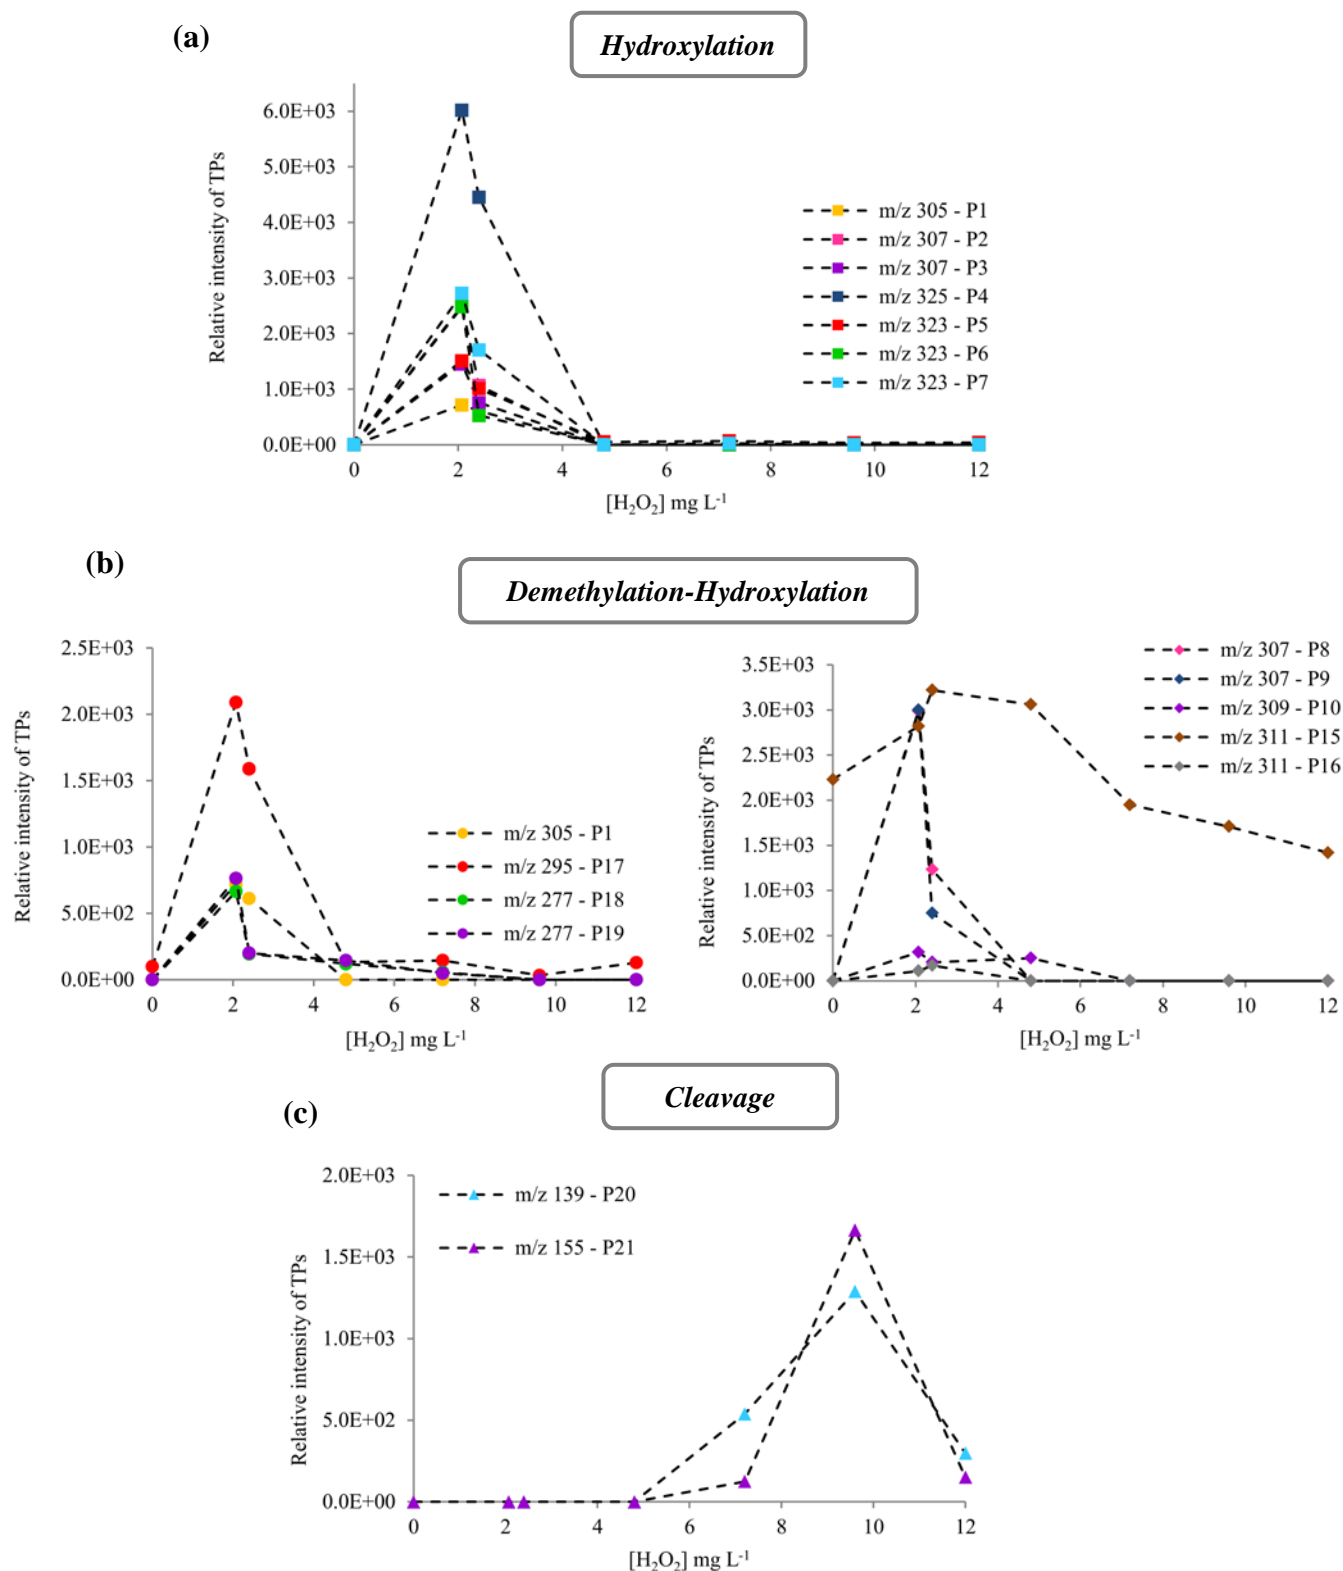 (a)
Hydroxylation
Relative intensity of TPs
6.0E+03
5.0E+03
4.0E+03
3.0E+03
2.0E+03
1.0E+03
0.0E+00
0 2 4 6 8 10 12
[H₂O₂] mg L⁻¹
m/z 305 - P1
m/z 307 - P2
m/z 307 - P3
m/z 325 - P4
m/z 323 - P5
m/z 323 - P6
m/z 323 - P7
(b)
Demethylation-Hydroxylation
Relative intensity of TPs
2.5E+03
2.0E+03
1.5E+03
1.0E+03
5.0E+02
0.0E+00
0 2 4 6 8 10 12
[H₂O₂] mg L⁻¹
m/z 305 - P1
m/z 295 - P17
m/z 277 - P18
m/z 277 - P19
Relative intensity of TPs
3.5E+03
3.0E+03
2.5E+03
2.0E+03
1.5E+03
1.0E+03
5.0E+02
0.0E+00
0 2 4 6 8 10 12
[H₂O₂] mg L⁻¹
m/z 307 - P8
m/z 307 - P9
m/z 309 - P10
m/z 311 - P15
m/z 311 - P16
(c)
Cleavage
Relative intensity of TPs
2.0E+03
1.5E+03
1.0E+03
5.0E+02
0.0E+00
0 2 4 6 8 10 12
[H₂O₂] mg L⁻¹
m/z 139 - P20
m/z 155 - P21